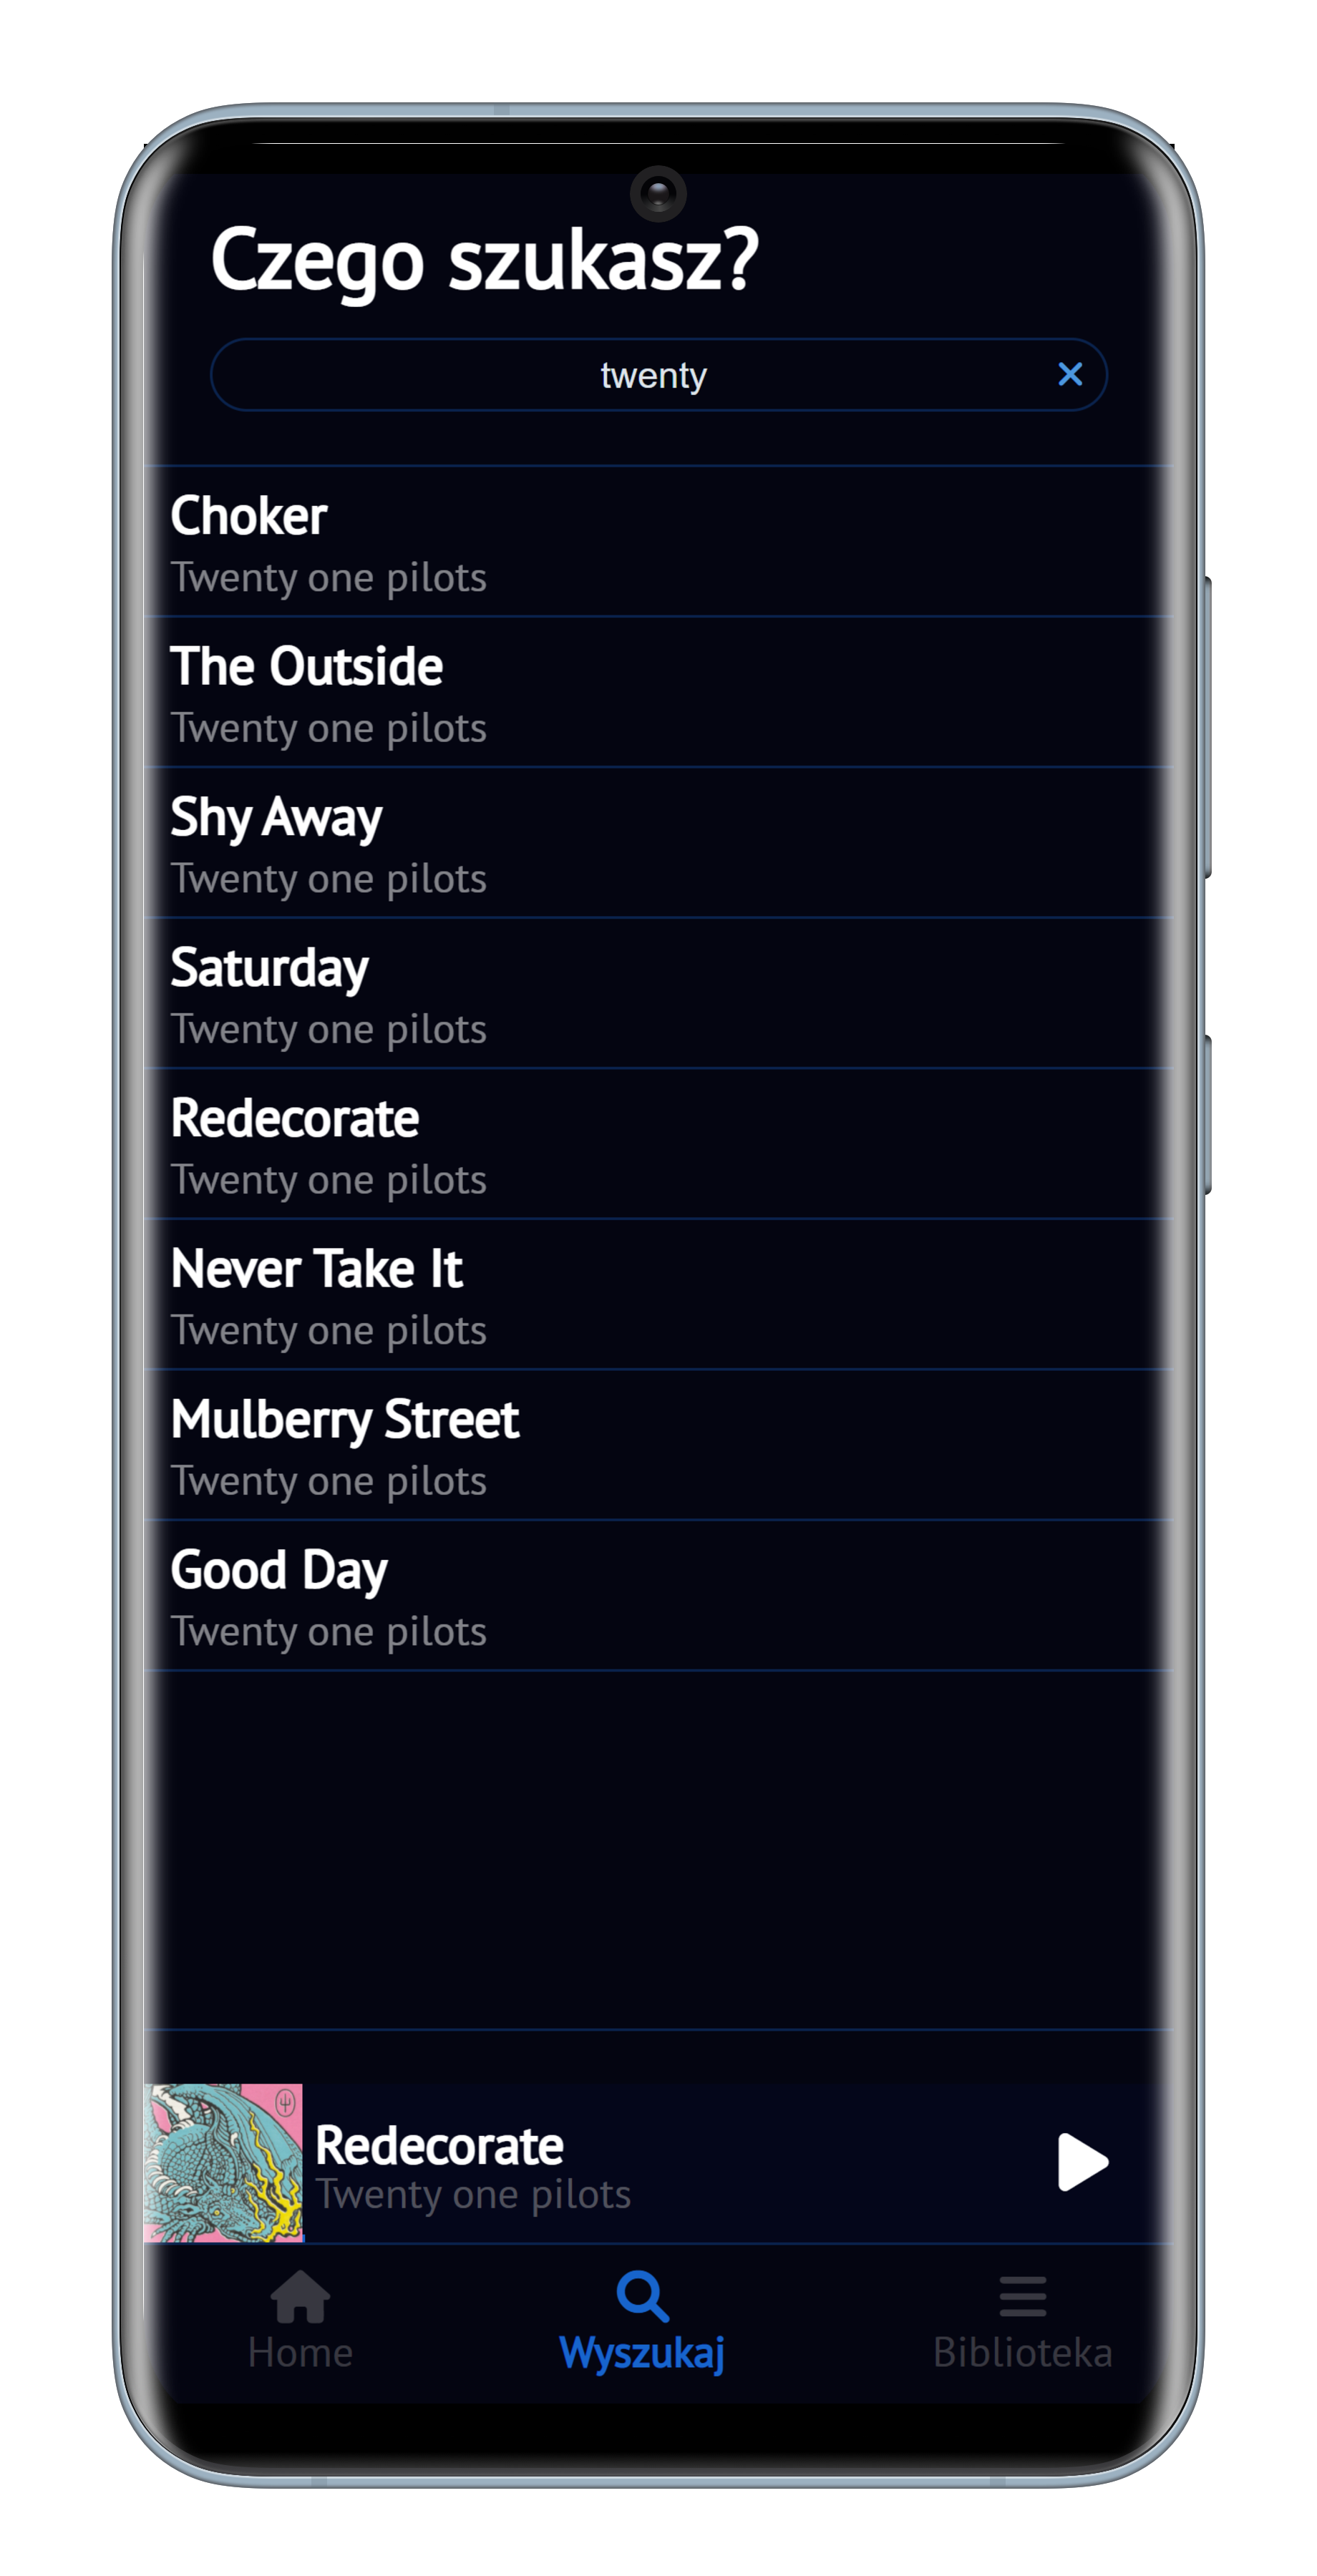 Czego szukasz?
twenty
Choker
Twenty one pilots
The Outside
Twenty one pilots
Shy Away
Twenty one pilots
Saturday
Twenty one pilots
Redecorate
Twenty one pilots
Never Take It
Twenty one pilots
Mulberry Street
Twenty one pilots
Good Day
Twenty one pilots
Redecorate
Twenty one pilots
Home
Wyszukaj
Biblioteka